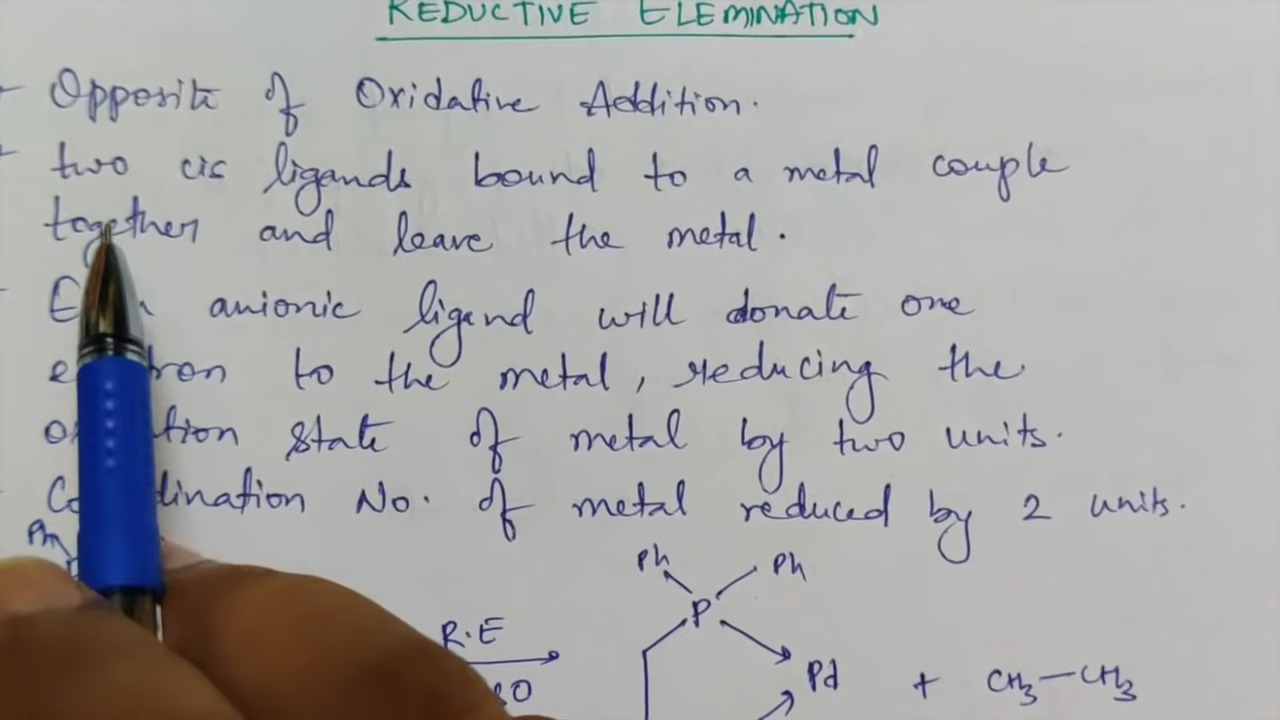 REDUCTIVE ELEMINATION
- Opposite of Oxidative Addition.
- two cis ligands bound to a metal couple
together and leave the metal.
- anionic ligand will donate one
to the metal, reducing the
state of metal by two units.
- No. of metal reduced by 2 units.
Ph
Ph Ph
P
R.E
Pd + CH3-CH3